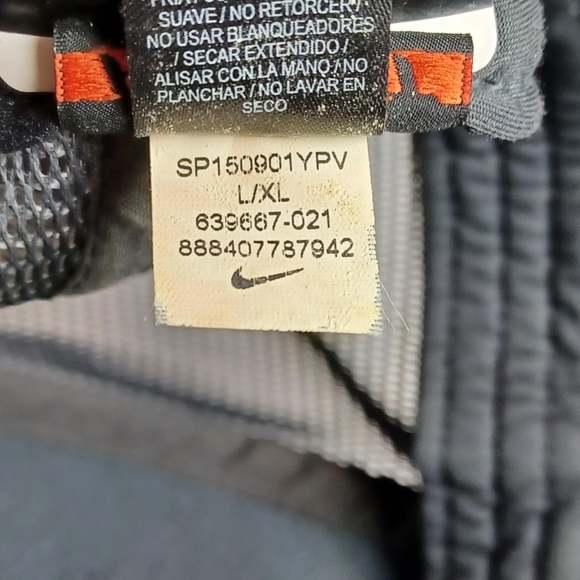 SUAVE / NO RETORCER /
NO USAR BLANQUEADORES
/ SECAR EXTENDIDO /
ALISAR CON LA MANO / NO
PLANCHAR / NO LAVAR EN
SECO
SP150901YPV
L/XL
639667-021
888407787942